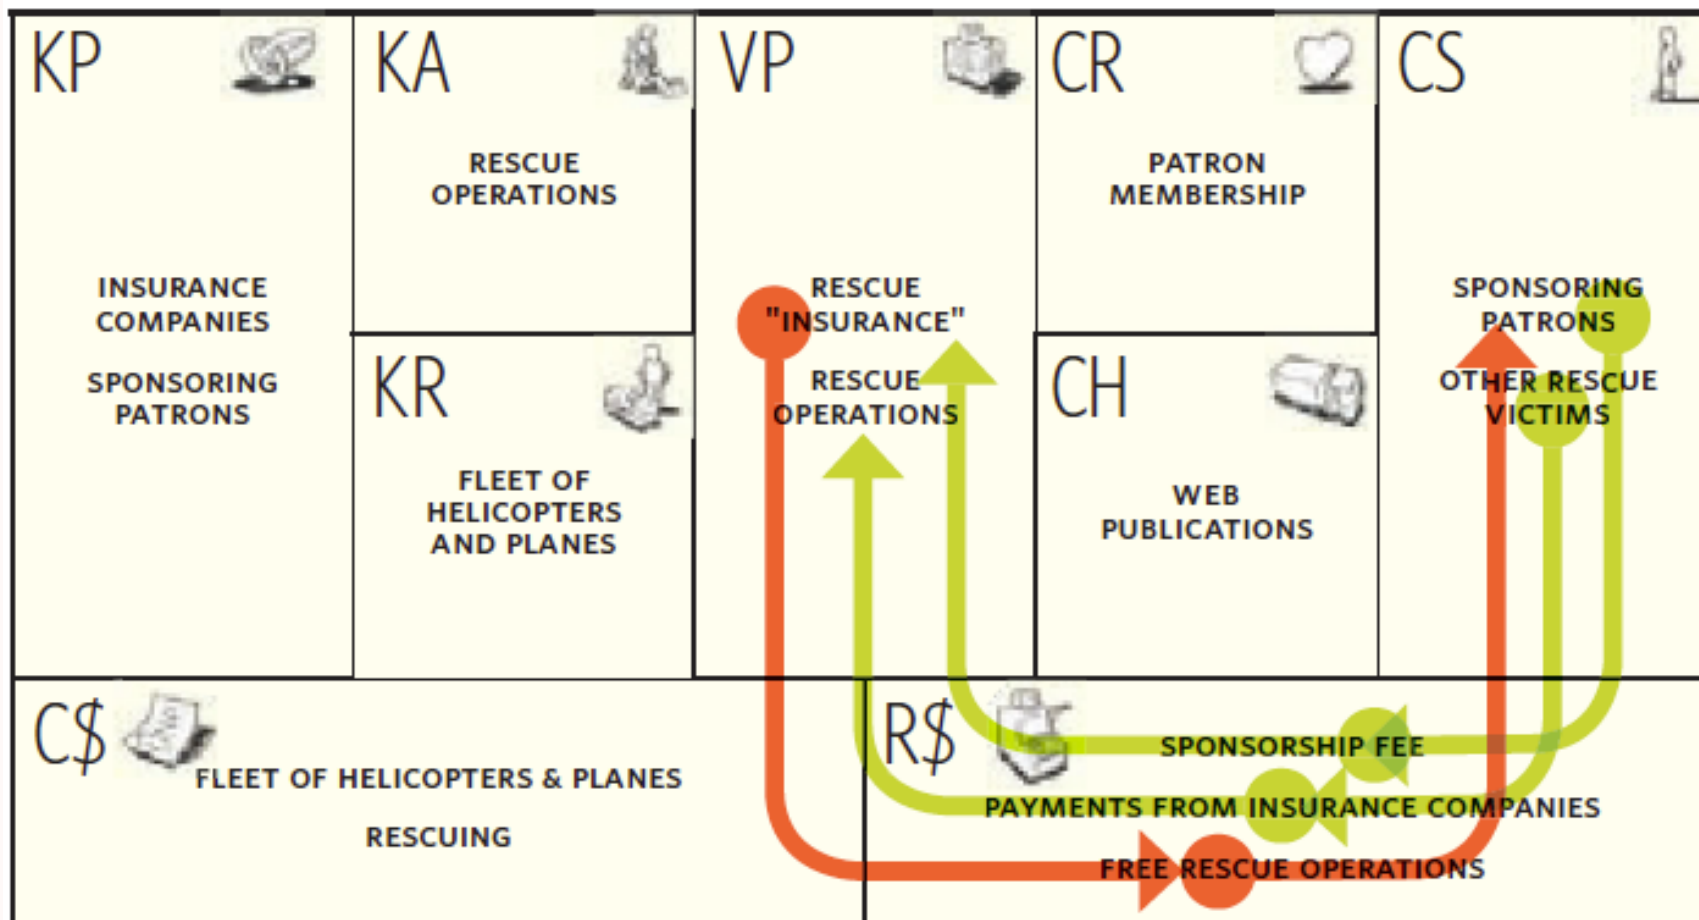 KP
INSURANCE
COMPANIES
SPONSORING
PATRONS
KA
RESCUE
OPERATIONS
KR
FLEET OF
HELICOPTERS
AND PLANES
VP
RESCUE
"INSURANCE"
RESCUE
OPERATIONS
CR
PATRON
MEMBERSHIP
CH
WEB
PUBLICATIONS
CS
SPONSORING
PATRONS
OTHER RESCUE
VICTIMS
C$
FLEET OF HELICOPTERS & PLANES
RESCUING
R$
SPONSORSHIP FEE
PAYMENTS FROM INSURANCE COMPANIES
FREE RESCUE OPERATIONS